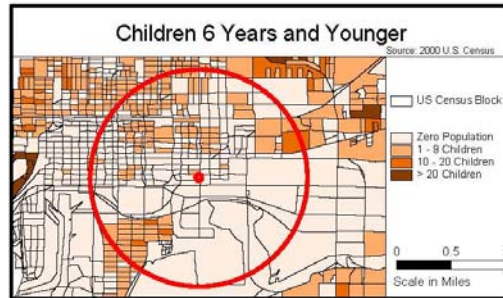 Children 6 Years and Younger
Source: 2000 U.S. Census
US Census Block
Zero Population
1 - 9 Children
10 - 20 Children
> 20 Children
0 0.5
Scale in Miles